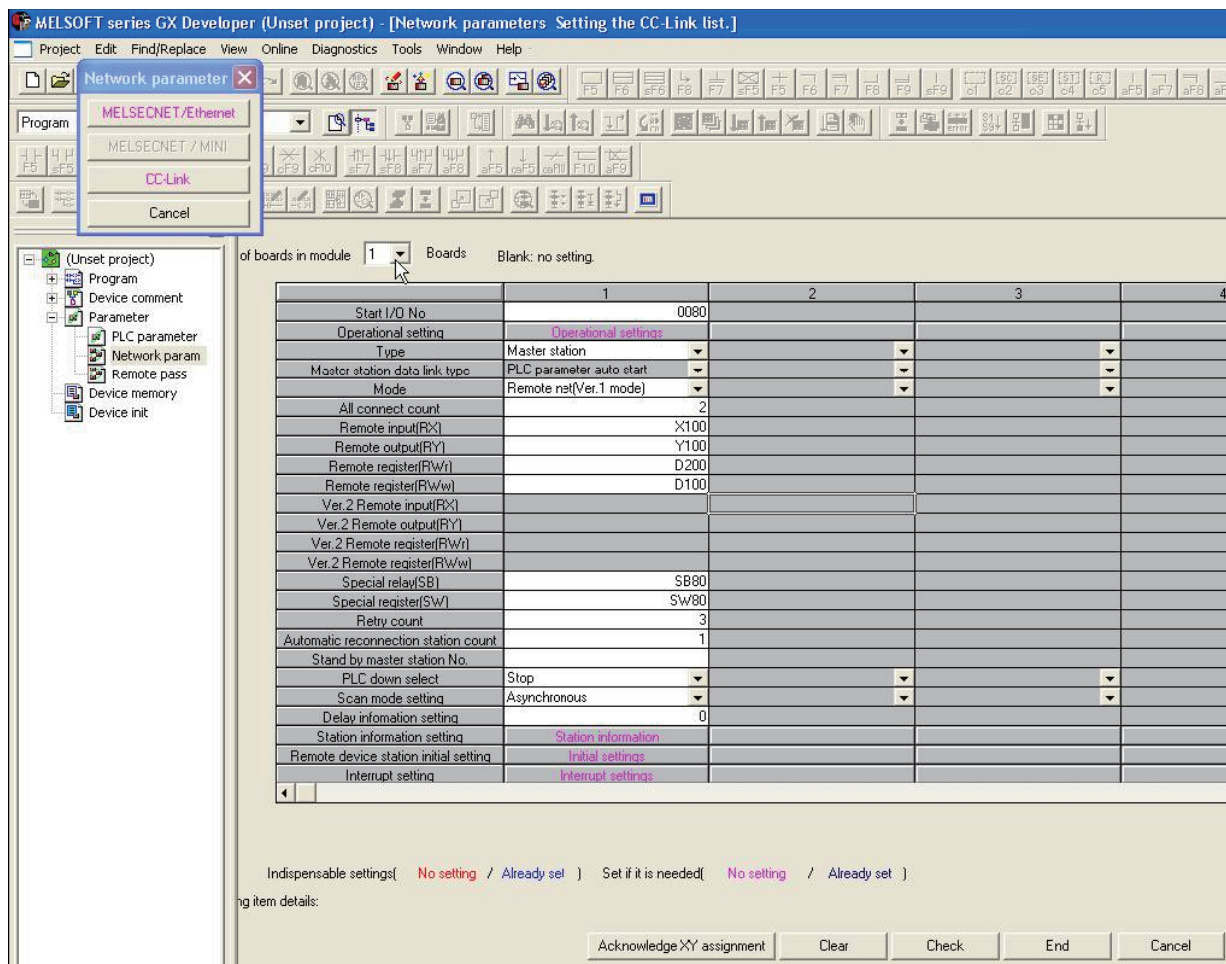 MELSOFT series GX Developer (Unset project) - [Network parameters Setting the CC-Link list.]
Project Edit Find/Replace View Online Diagnostics Tools Window Help
Network parameter
MELSECNET/Ethernet
MELSECNET / MINI
CC-Link
Cancel
Program
(Unset project)
Program
Device comment
Parameter
PLC parameter
Network param
Remote pass
Device memory
Device init
of boards in module 1 Boards Blank: no setting.
1 2 3 4
Start I/O No 0080
Operational setting Operational settings
Type Master station
Master station data link type PLC parameter auto start
Mode Remote net(Ver.1 mode)
All connect count 2
Remote input(RX) X100
Remote output(RY) Y100
Remote register(RWr) D200
Remote register(RWw) D100
Ver.2 Remote input(RX)
Ver.2 Remote output(RY)
Ver.2 Remote register(RWr)
Ver.2 Remote register(RWw)
Special relay(SB) SB80
Special register(SW) SW80
Retry count 3
Automatic reconnection station count 1
Stand by master station No.
PLC down select Stop
Scan mode setting Asynchronous
Delay infomation setting 0
Station information setting Station information
Remote device station initial setting Initial settings
Interrupt setting Interrupt settings
Indispensable settings( No setting / Already set ) Set if it is needed( No setting / Already set )
ng item details:
Acknowledge XY assignment Clear Check End Cancel